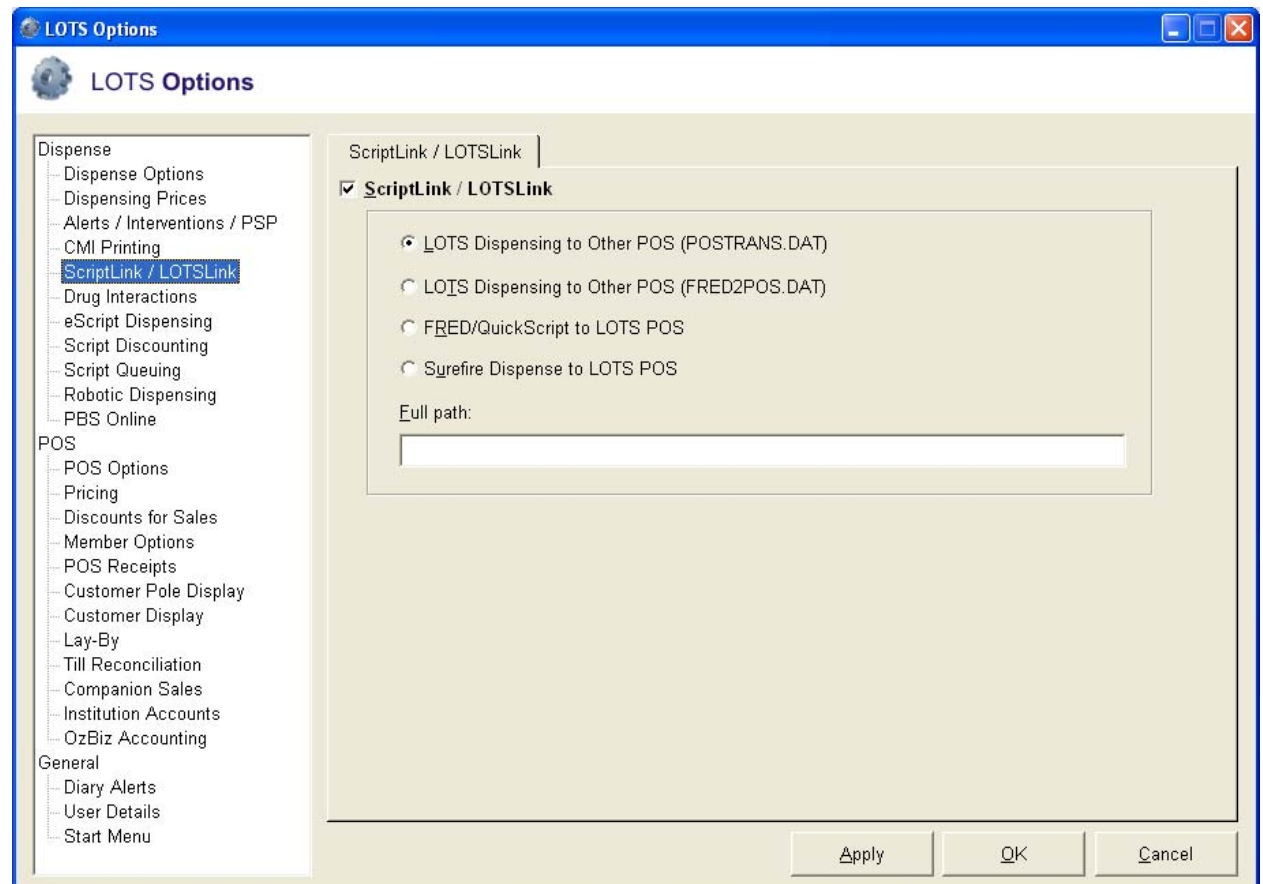 LOTS Options
LOTS Options
Dispense
Dispense Options
Dispensing Prices
Alerts / Interventions / PSP
CMI Printing
ScriptLink / LOTSLink
Drug Interactions
eScript Dispensing
Script Discounting
Script Queuing
Robotic Dispensing
PBS Online
POS
POS Options
Pricing
Discounts for Sales
Member Options
POS Receipts
Customer Pole Display
Customer Display
Lay-By
Till Reconciliation
Companion Sales
Institution Accounts
OzBiz Accounting
General
Diary Alerts
User Details
Start Menu
ScriptLink / LOTSLink
ScriptLink / LOTSLink
LOTS Dispensing to Other POS (POSTRANS.DAT)
LOTS Dispensing to Other POS (FRED2POS.DAT)
FRED/QuickScript to LOTS POS
Surefire Dispense to LOTS POS
Full path:
Apply
OK
Cancel